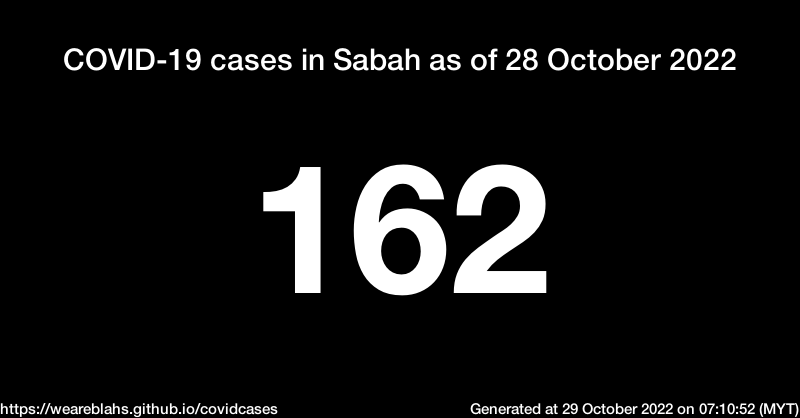 COVID-19 cases in Sabah as of 28 October 2022
162
https://weareblahs.github.io/covidcases
Generated at 29 October 2022 on 07:10:52 (MYT)